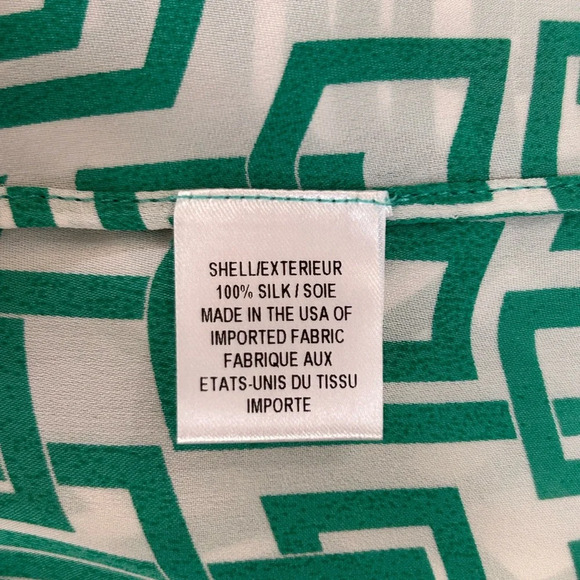 SHELL/EXTERIEUR
100% SILK / SOIE
MADE IN THE USA OF
IMPORTED FABRIC
FABRIQUE AUX
ETATS-UNIS DU TISSU
IMPORTE